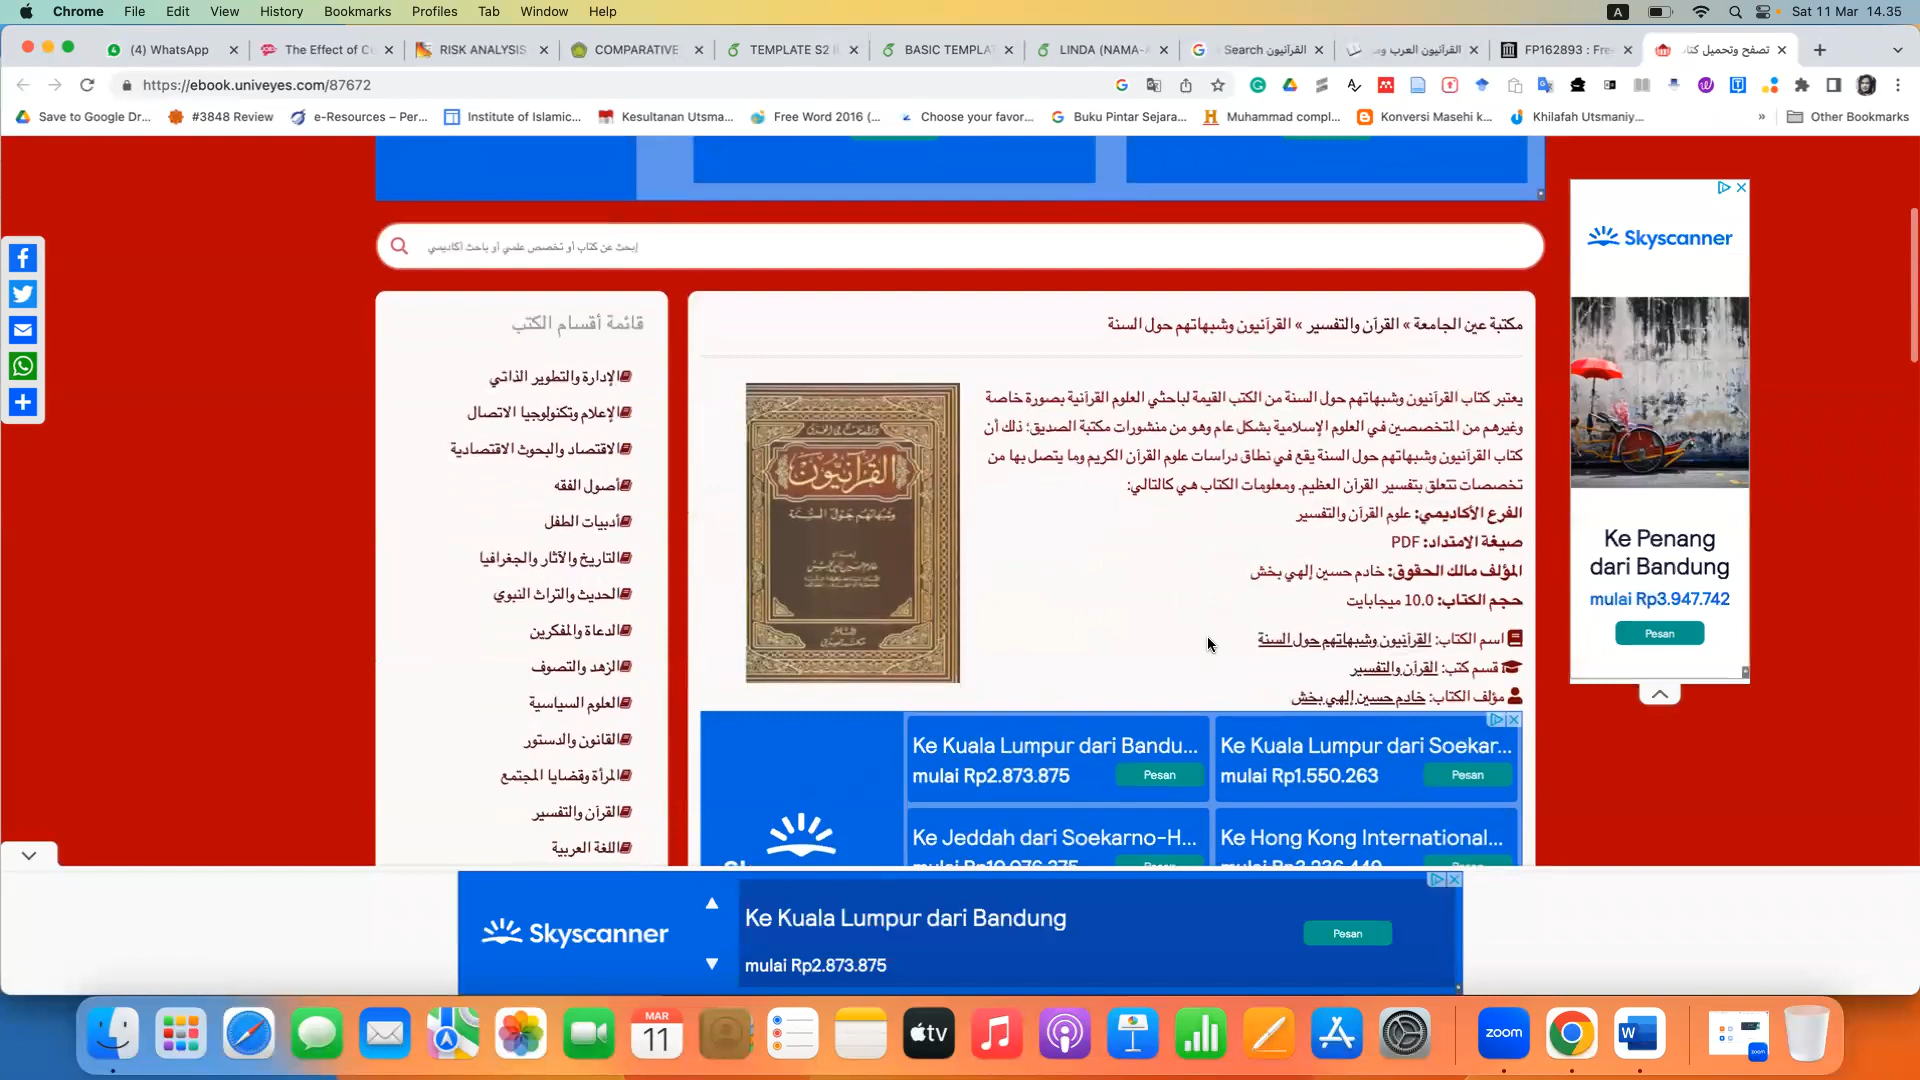 Chrome File Edit View History Bookmarks Profiles Tab Window Help
A Sat 11 Mar 14.35
(4) WhatsApp
The Effect of C
RISK ANALYSIS
COMPARATIVE
TEMPLATE S2 I
BASIC TEMPLA
LINDA (NAMA-A
القرآنيون Search
القرآنيون العرب وم
FP162893 : Fre
تصفح وتحميل كتا
https://ebook.univeyes.com/87672
Save to Google Dr...
#3848 Review
e-Resources – Per...
Institute of Islamic...
Kesultanan Utsma...
Free Word 2016 (...
Choose your favor...
Buku Pintar Sejara...
Muhammad compl...
Konversi Masehi k...
Khilafah Utsmaniy...
»
Other Bookmarks
إبحث عن كتاب أو تخصص علمي أو باحث أكاديمي
قائمة أقسام الكتب
الإدارة والتطوير الذاتي
الإعلام وتكنولوجيا الاتصال
الاقتصاد والبحوث الاقتصادية
أصول الفقه
أدبيات الطفل
التاريخ والآثار والجغرافيا
الحديث والتراث النبوي
الدعاة والمفكرين
الزهد والتصوف
العلوم السياسية
القانون والدستور
المرأة وقضايا المجتمع
القرآن والتفسير
اللغة العربية
مكتبة عين الجامعة » القرآن والتفسير » القرآنيون وشبهاتهم حول السنة
القرآنيون
وشبهاتهم حول السنة
يعتبر كتاب القرآنيون وشبهاتهم حول السنة من الكتب القيمة لباحثي العلوم القرآنية بصورة خاصة
وغيرهم من المتخصصين في العلوم الإسلامية بشكل عام وهو من منشورات مكتبة الصديق؛ ذلك أن
كتاب القرآنيون وشبهاتهم حول السنة يقع في نطاق دراسات علوم القرآن الكريم وما يتصل بها من
تخصصات تتعلق بتفسير القرآن العظيم. ومعلومات الكتاب هي كالتالي:
الفرع الأكاديمي: علوم القرآن والتفسير
صيغة الامتداد: PDF
المؤلف مالك الحقوق: خادم حسين إلهي بخش
حجم الكتاب: 10.0 ميجابايت
اسم الكتاب: القرآنيون وشبهاتهم حول السنة
قسم كتب: القرآن والتفسير
مؤلف الكتاب: خادم حسين إلهي بخش
Ke Kuala Lumpur dari Bandu...
mulai Rp2.873.875
Pesan
Ke Kuala Lumpur dari Soekar...
mulai Rp1.550.263
Pesan
Ke Jeddah dari Soekarno-H...
Ke Hong Kong International...
Skyscanner
Ke Penang
dari Bandung
mulai Rp3.947.742
Pesan
Skyscanner
Ke Kuala Lumpur dari Bandung
mulai Rp2.873.875
Pesan
MAR
11
tv
zoom
W